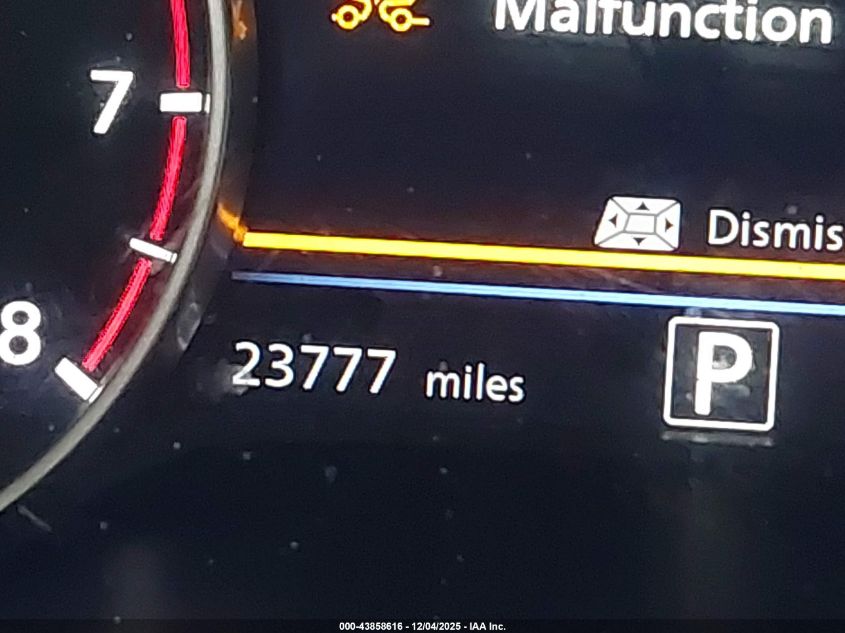 Malfunction
7
Dismis
8
23777 miles
P
000-43858616 - 12/04/2025 - IAA Inc.